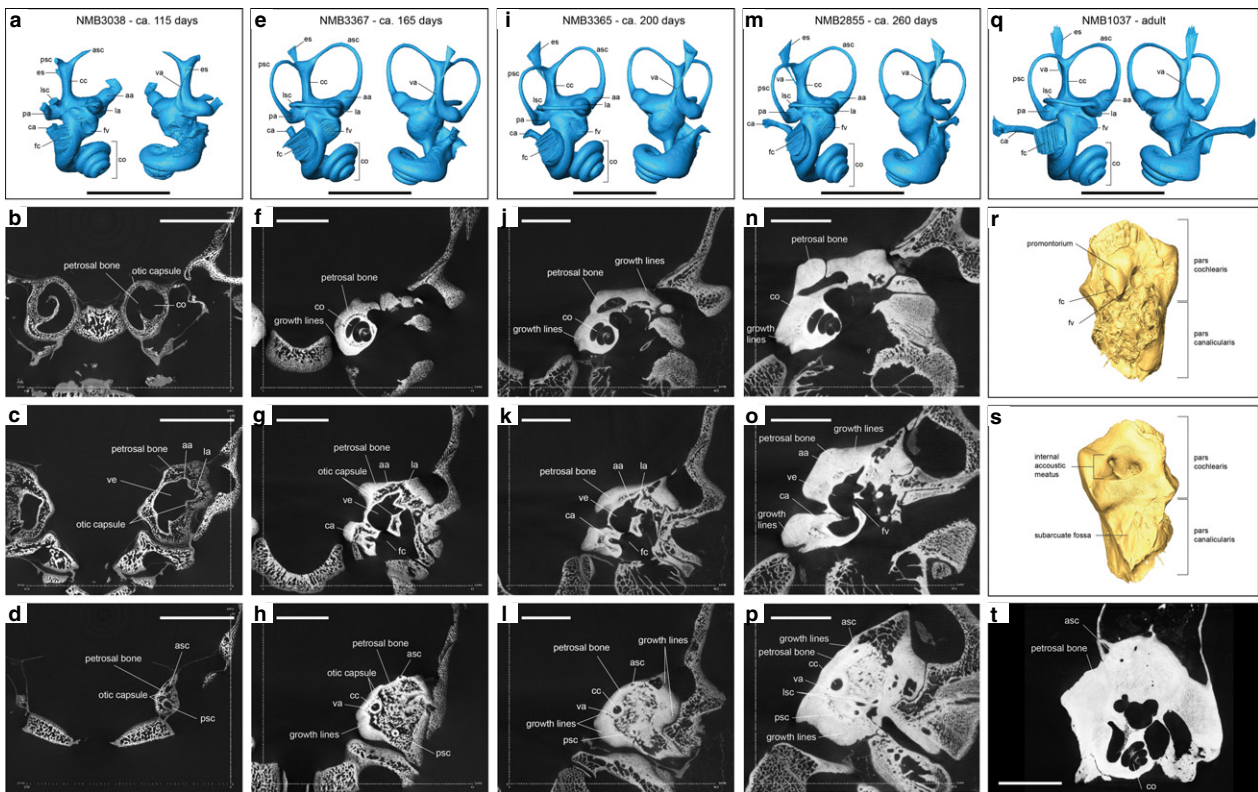 a
NMB3038 - ca. 115 days
psc
es
lsc
pa
ca
fc
va
es
aa
la
fv
co
e
NMB3367 - ca. 165 days
es
asc
psc
cc
lsc
pa
ca
fc
va
aa
la
fv
co
i
NMB3365 - ca. 200 days
es
asc
psc
cc
lsc
pa
ca
fc
va
aa
la
fv
co
m
NMB2855 - ca. 260 days
es
asc
psc
cc
lsc
pa
ca
fc
va
aa
la
fv
co
q
NMB1037 - adult
es
asc
psc
va
cc
lsc
pa
ca
fc
va
aa
la
fv
co
b
petrosal bone
otic capsule
co
f
petrosal bone
co
growth lines
j
growth lines
petrosal bone
co
growth lines
n
petrosal bone
co
growth
lines
r
promontorium
fc
fv
pars
cochlearis
pars
canalicularis
c
petrosal bone
aa
la
ve
otic capsule
g
petrosal bone
otic capsule
aa
la
ve
ca
fc
k
petrosal bone
aa
la
ve
ca
fc
o
growth lines
petrosal bone
aa
ve
ca
growth
lines
fv
s
internal
accoustic
meatus
subarcuate fossa
pars
cochlearis
pars
canalicularis
d
asc
petrosal bone
otic capsule
psc
h
asc
petrosal bone
otic capsule
cc
va
growth lines
psc
l
growth lines
petrosal bone
asc
cc
va
growth lines
psc
p
asc
growth lines
petrosal bone
cc
va
lsc
psc
growth lines
t
asc
petrosal bone
co